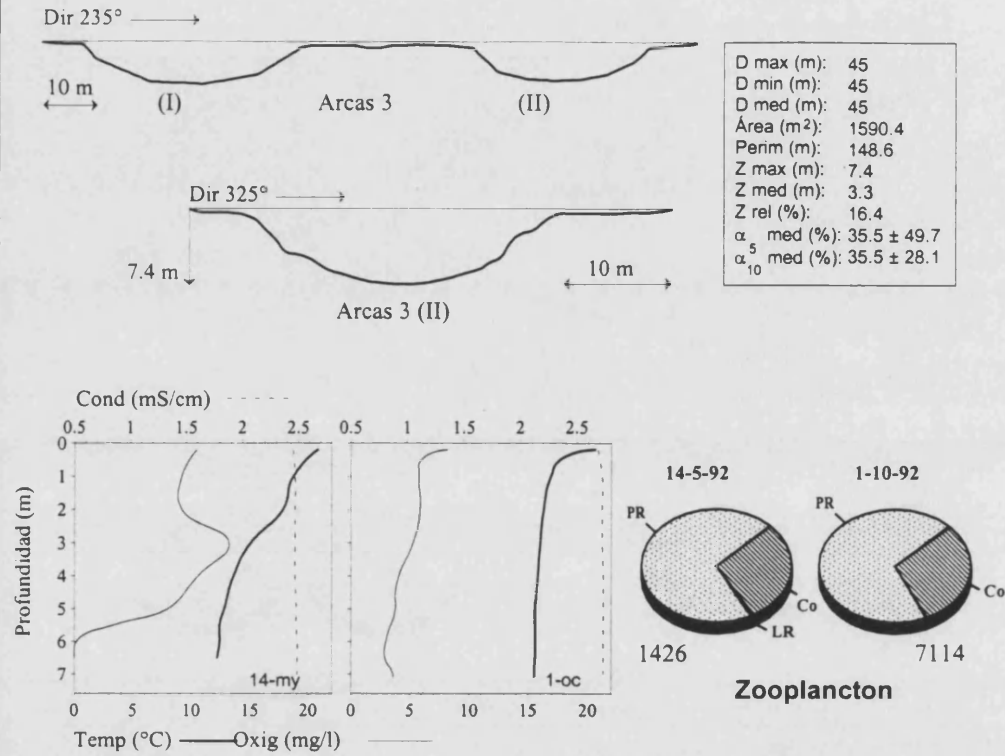 Dir 235°
10 m
(I)
Arcas 3
(II)
D max (m): 45
D min (m): 45
D med (m): 45
Área (m²): 1590.4
Perim (m): 148.6
Z max (m): 7.4
Z med (m): 3.3
Z rel (%): 16.4
α5 med (%): 35.5 ± 49.7
α10 med (%): 35.5 ± 28.1
Dir 325°
7.4 m
10 m
Arcas 3 (II)
Cond (mS/cm)
0.5 1 1.5 2 2.5
0.5 1 2 2.5
0
1
2
3
4
5
6
7
Profundidad (m)
14-my
1-oc
0 5 10 15 20
0 5 10 15 20
Temp (°C)
Oxig (mg/l)
14-5-92
1-10-92
PR
Co
LR
1426
PR
Co
7114
Zooplancton